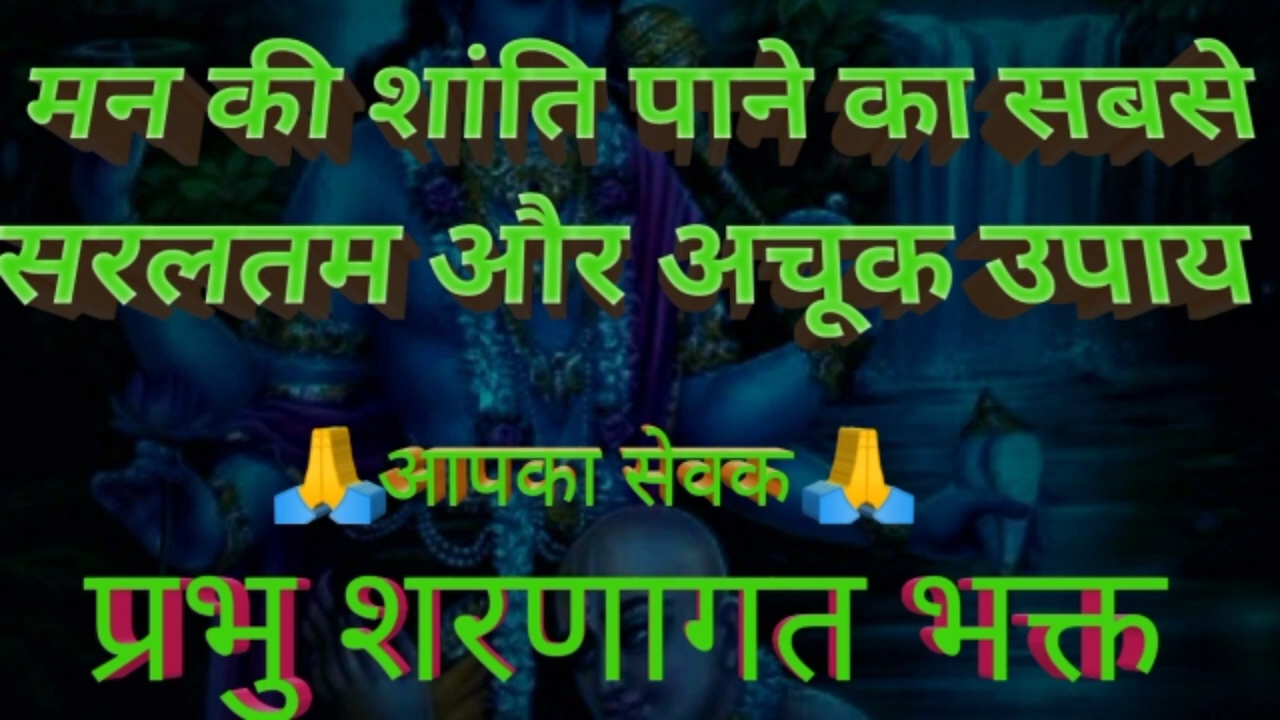 मन की शांति पाने का सबसे
सरलतम और अचूक उपाय
🙏आपका सेवक🙏
प्रभु शरणागत भक्त